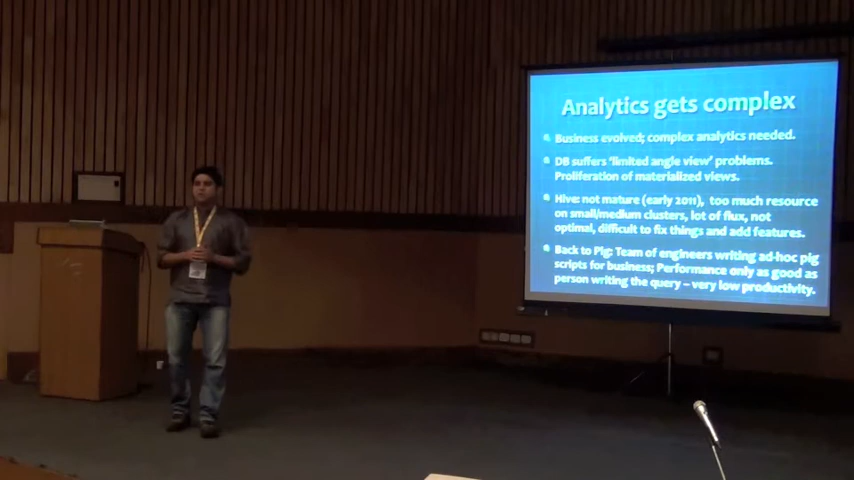 Analytics gets complex
Business evolved; complex analytics needed.
DB suffers 'limited angle view' problems.
Proliferation of materialized views.
Hive: not mature (early 2011), too much resource
on small/medium clusters, lot of flux, not
optimal, difficult to fix things and add features.
Back to Pig: Team of engineers writing ad-hoc pig
scripts for business; Performance only as good as
person writing the query – very low productivity.